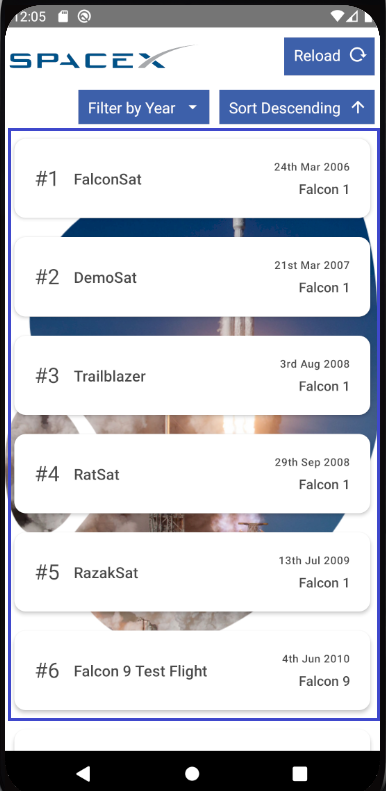 12:05
SPACEX
Reload
Filter by Year
Sort Descending
#1 FalconSat 24th Mar 2006
Falcon 1
#2 DemoSat 21st Mar 2007
Falcon 1
#3 Trailblazer 3rd Aug 2008
Falcon 1
#4 RatSat 29th Sep 2008
Falcon 1
#5 RazakSat 13th Jul 2009
Falcon 1
#6 Falcon 9 Test Flight 4th Jun 2010
Falcon 9